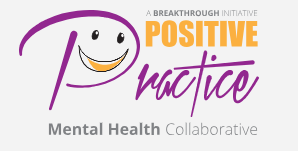 A BREAKTHROUGH INITIATIVE
POSITIVE
Practice
Mental Health Collaborative